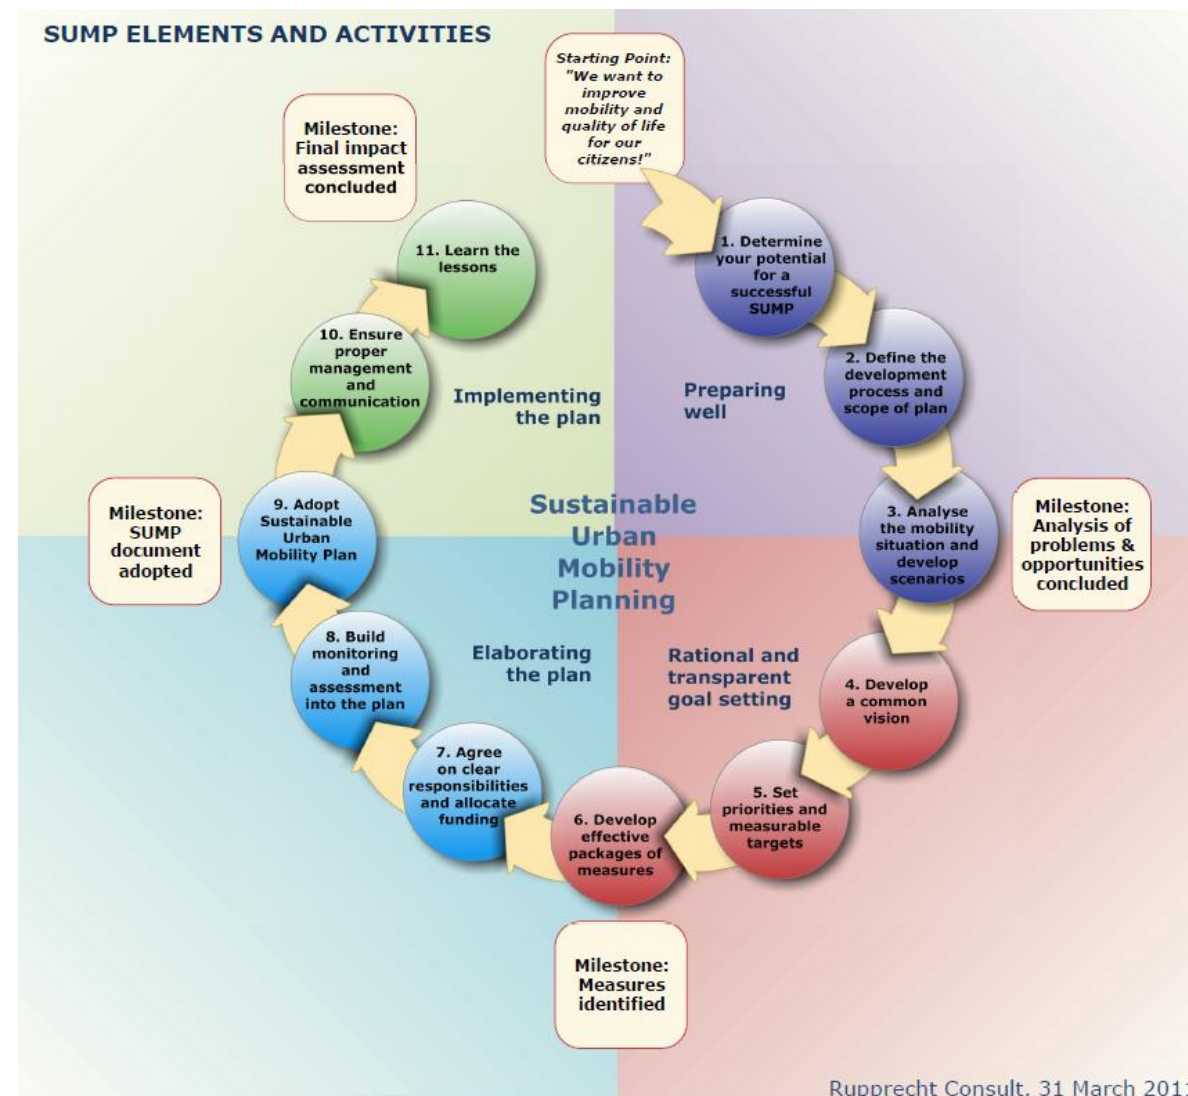 SUMP ELEMENTS AND ACTIVITIES
Starting Point:
"We want to
improve
mobility and
quality of life
for our
citizens!"
1. Determine
your potential
for a
successful
SUMP
2. Define the
development
process and
scope of plan
3. Analyse
the mobility
situation and
develop
scenarios
Milestone:
Analysis of
problems &
opportunities
concluded
4. Develop
a common
vision
5. Set
priorities and
measurable
targets
6. Develop
effective
packages of
measures
Milestone:
Measures
identified
7. Agree
on clear
responsibilities
and allocate
funding
8. Build
monitoring
and
assessment
into the plan
9. Adopt
Sustainable
Urban
Mobility Plan
Milestone:
SUMP
document
adopted
10. Ensure
proper
management
and
communication
11. Learn the
lessons
Milestone:
Final impact
assessment
concluded
Implementing
the plan
Preparing
well
Sustainable
Urban
Mobility
Planning
Elaborating
the plan
Rational and
transparent
goal setting
Rupprecht Consult, 31 March 2011